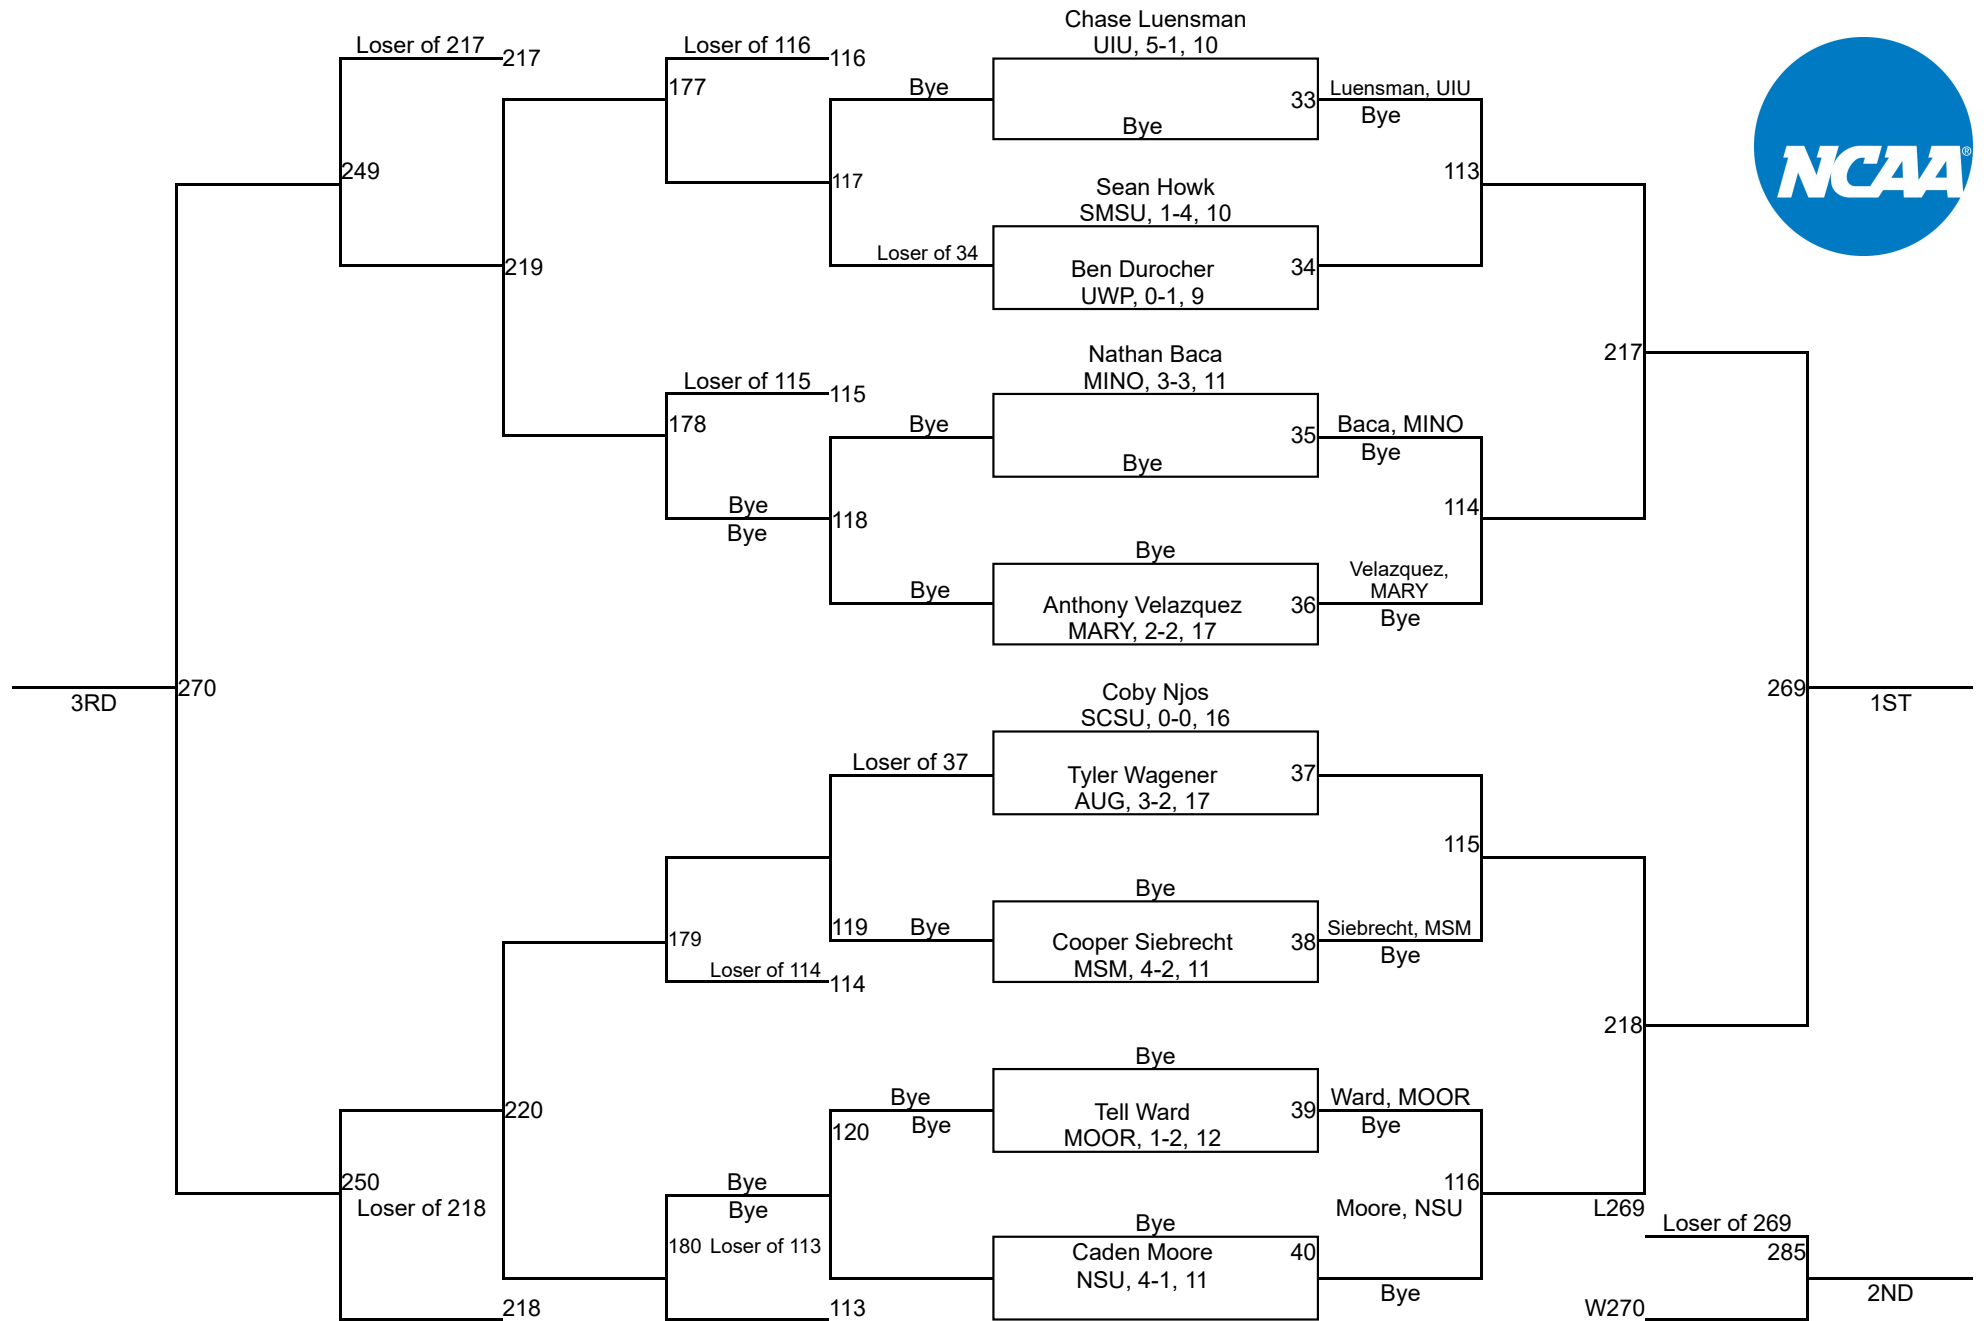 Chase Luensman
Loser of 217
217
Loser of 116
116
UIU, 5-1, 10
177
Bye
33
Luensman, UIU
Bye
Bye
NCAA®
249
117
113
Sean Howk
SMSU, 1-4, 10
Loser of 34
219
Ben Durocher
34
UWP, 0-1, 9
Nathan Baca
217
Loser of 115
115
MINO, 3-3, 11
178
Bye
35
Baca, MINO
Bye
Bye
Bye
118
114
Bye
Bye
Velazquez,
MARY
Bye
Anthony Velazquez
36
Bye
MARY, 2-2, 17
Coby Njos
270
269
3RD
1ST
SCSU, 0-0, 16
Loser of 37
Tyler Wagener
37
AUG, 3-2, 17
115
Bye
119
Bye
Siebrecht, MSM
179
Cooper Siebrecht
38
Bye
Loser of 114
114
MSM, 4-2, 11
218
Bye
Bye
Ward, MOOR
220
Tell Ward
39
Bye
Bye
120
MOOR, 1-2, 12
250
Bye
116
Loser of 218
Bye
Moore, NSU
L269
Bye
Loser of 269
180
Loser of 113
Caden Moore
40
285
NSU, 4-1, 11
Bye
2ND
218
113
W270